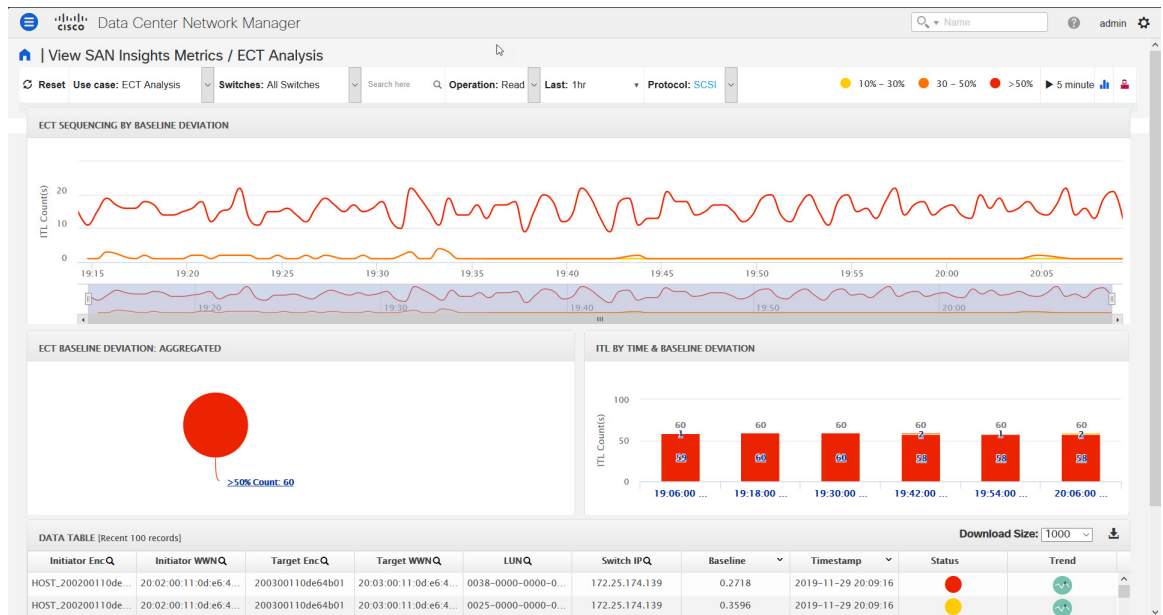 cisco Data Center Network Manager Name admin
| View SAN Insights Metrics / ECT Analysis
Reset Use case: ECT Analysis Switches: All Switches Search here Operation: Read Last: 1hr Protocol: SCSI 10% - 30% 30 - 50% >50% 5 minute
ECT SEQUENCING BY BASELINE DEVIATION
ITL Count(s)
20
10
0
19:15 19:20 19:25 19:30 19:35 19:40 19:45 19:50 19:55 20:00 20:05
19:20 19:30 19:40 19:50 20:00
ECT BASELINE DEVIATION: AGGREGATED
>50% Count: 60
ITL BY TIME & BASELINE DEVIATION
ITL Count(s)
100
50
0
60 60 60 60 60 60
1 2 1 2
59 60 60 58 58 58
19:06:00 ... 19:18:00 ... 19:30:00 ... 19:42:00 ... 19:54:00 ... 20:06:00 ...
DATA TABLE [Recent 100 records] Download Size: 1000
Initiator Enc Initiator WWN Target Enc Target WWN LUN Switch IP Baseline Timestamp Status Trend
HOST_200200110de... 20:02:00:11:0d:e6:4... 200300110de64b01 20:03:00:11:0d:e6:4... 0038-0000-0000-0... 172.25.174.139 0.2718 2019-11-29 20:09:16
HOST_200200110de... 20:02:00:11:0d:e6:4... 200300110de64b01 20:03:00:11:0d:e6:4... 0025-0000-0000-0... 172.25.174.139 0.3596 2019-11-29 20:09:16